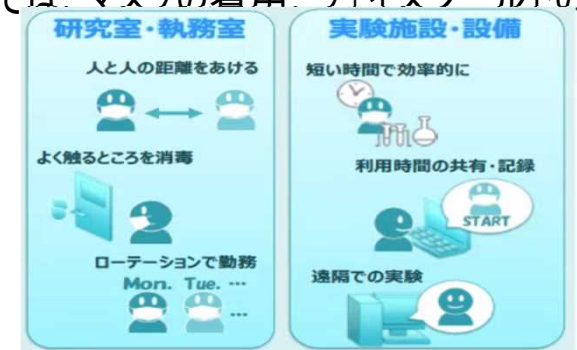 研究室・執務室
人と人の距離をあける
よく触るところを消毒
ローテーションで勤務
Mon. Tue. …
…
実験施設・設備
短い時間で効率的に
利用時間の共有・記録
START
遠隔での実験